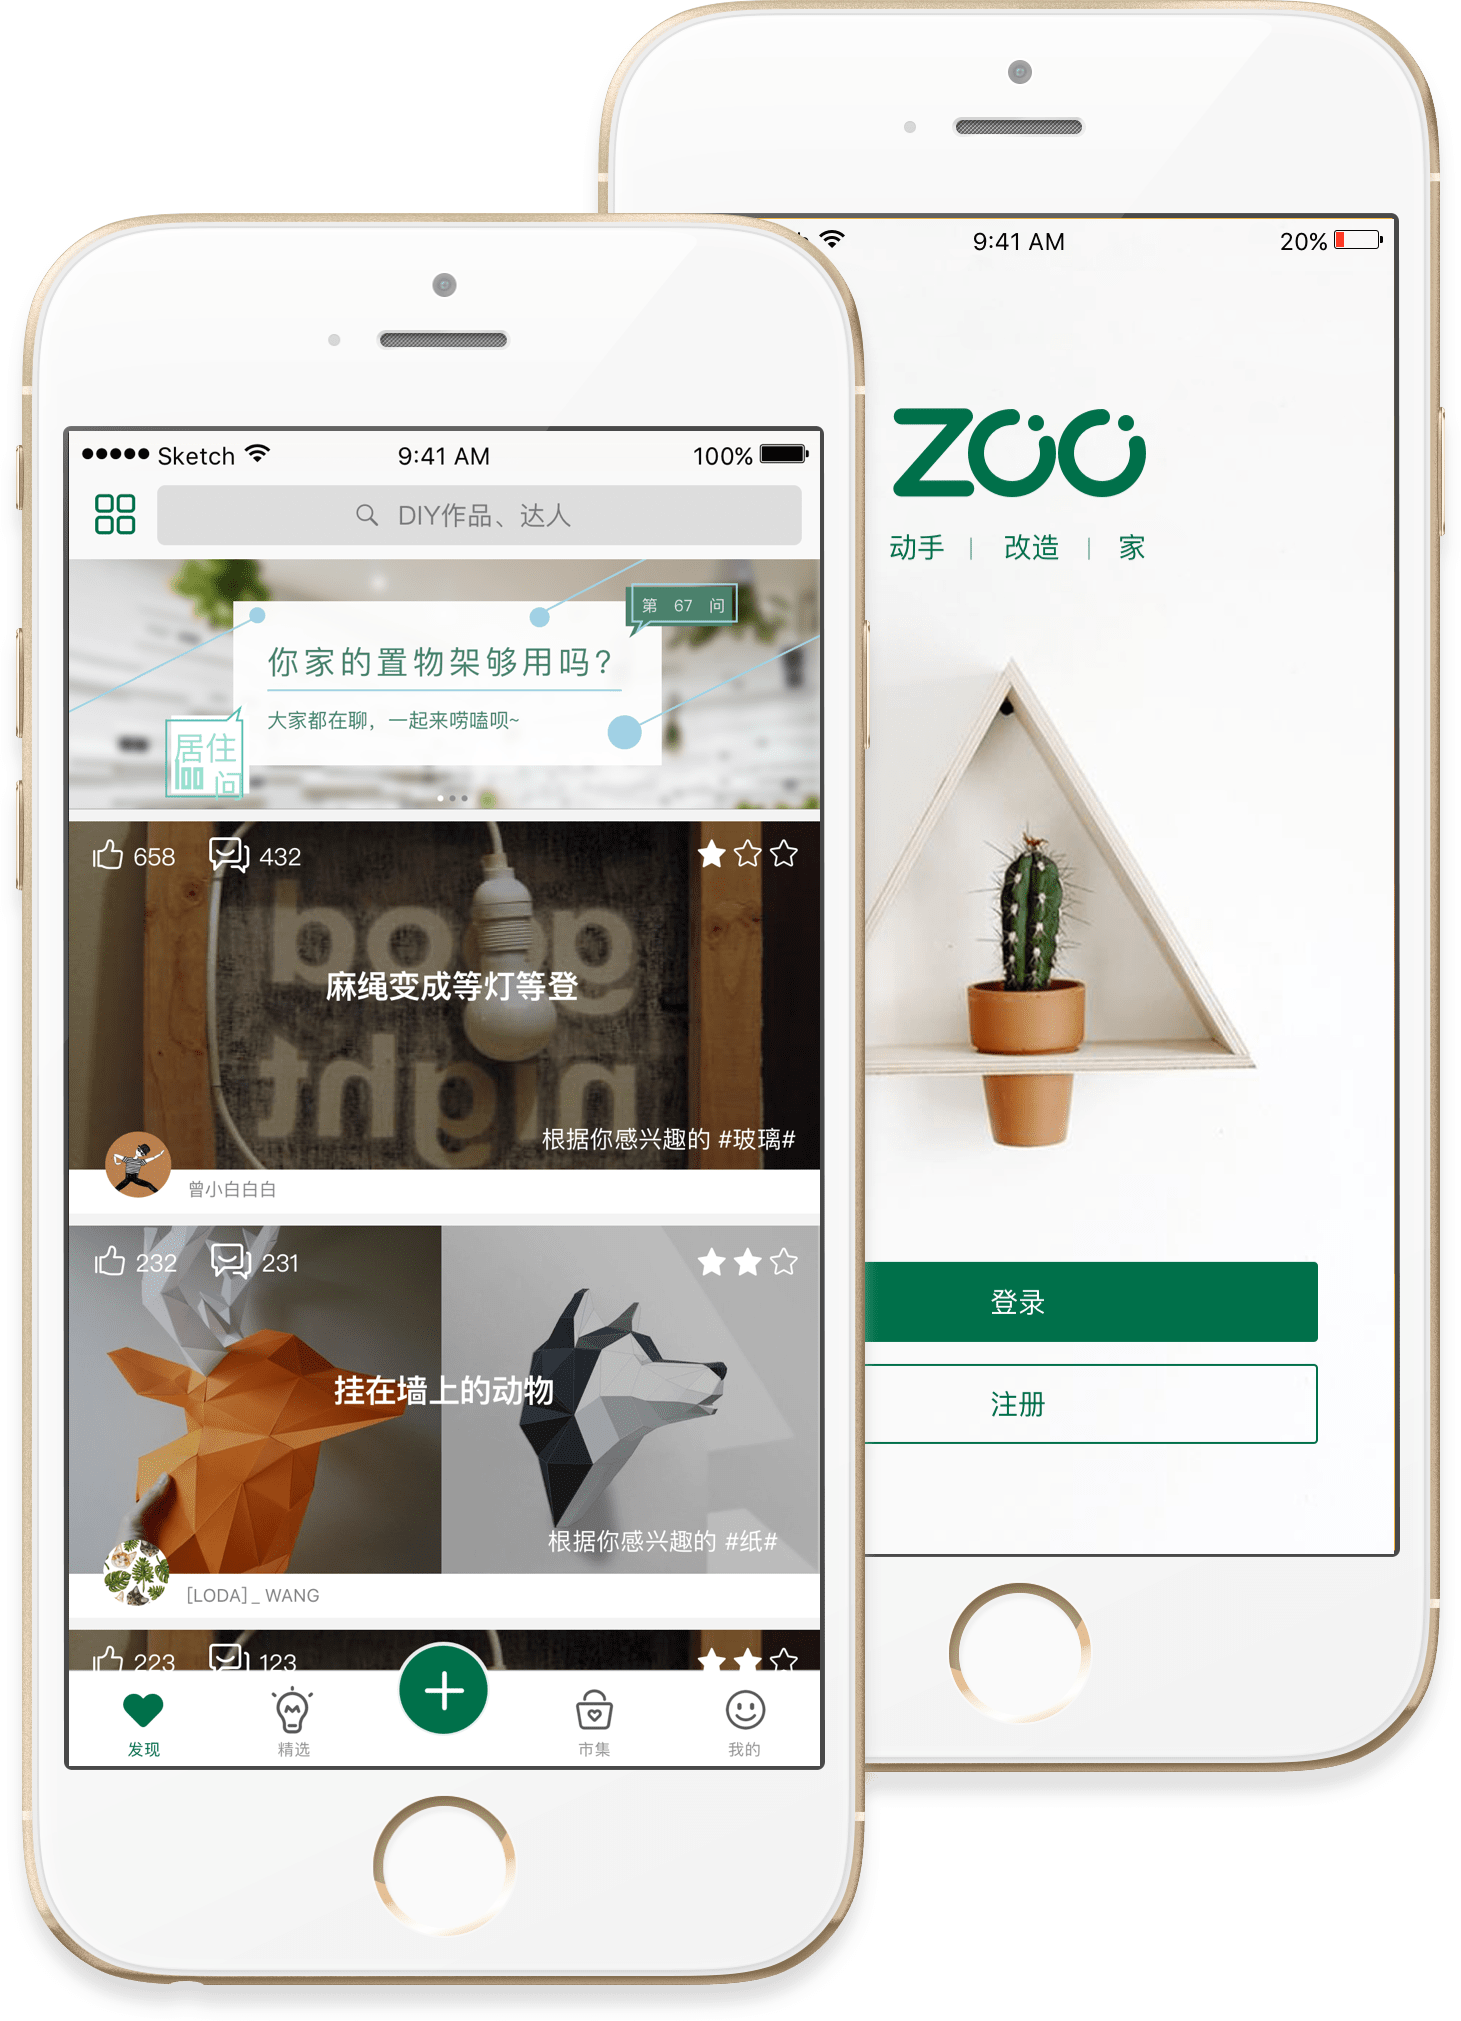 Sketch 9:41 AM 100%
DIY作品、达人
第 67 问
你家的置物架够用吗?
大家都在聊，一起来唠嗑呗~
居住
问
658 432
boog
麻绳变成等灯等登
根据你感兴趣的 #玻璃#
曾小白白白
232 231
挂在墙上的动物
根据你感兴趣的 #纸#
[LODA]_WANG
223 123
发现 精选 市集 我的
9:41 AM 20%
ZOO
动手 | 改造 | 家
登录
注册